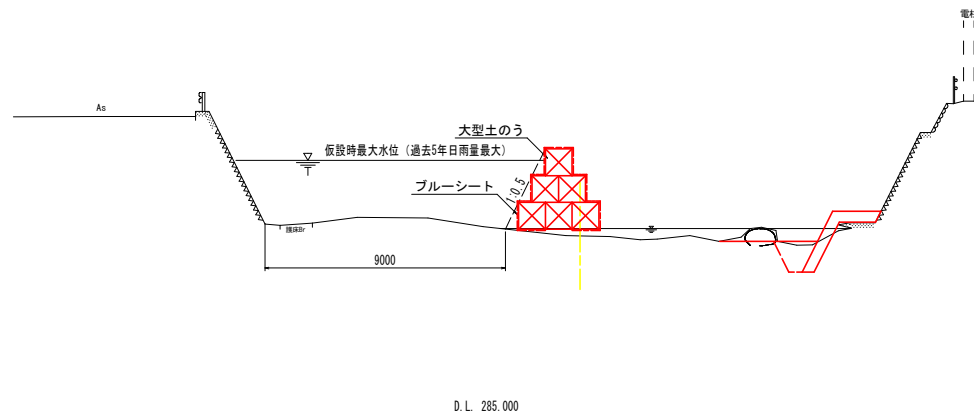 電柱
As
大型土のう
仮設時最大水位（過去5年日雨量最大）
1:0.5
ブルーシート
護床Br
9000
D.L. 285.000